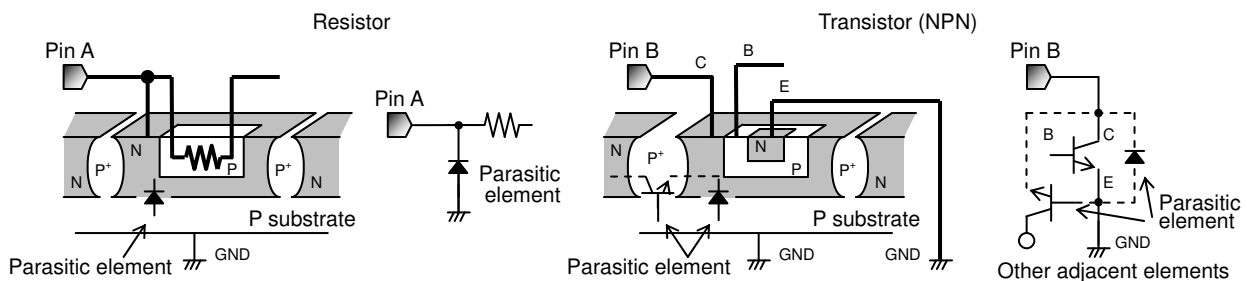 Resistor
Pin A
N
P+
N
P
P+
N
Parasitic element
P substrate
GND
Pin A
Parasitic
element
Transistor (NPN)
Pin B
C
B
E
N
P+
N
P
P+
N
P substrate
Parasitic element
GND
GND
Pin B
B
C
E
Parasitic
element
GND
Other adjacent elements